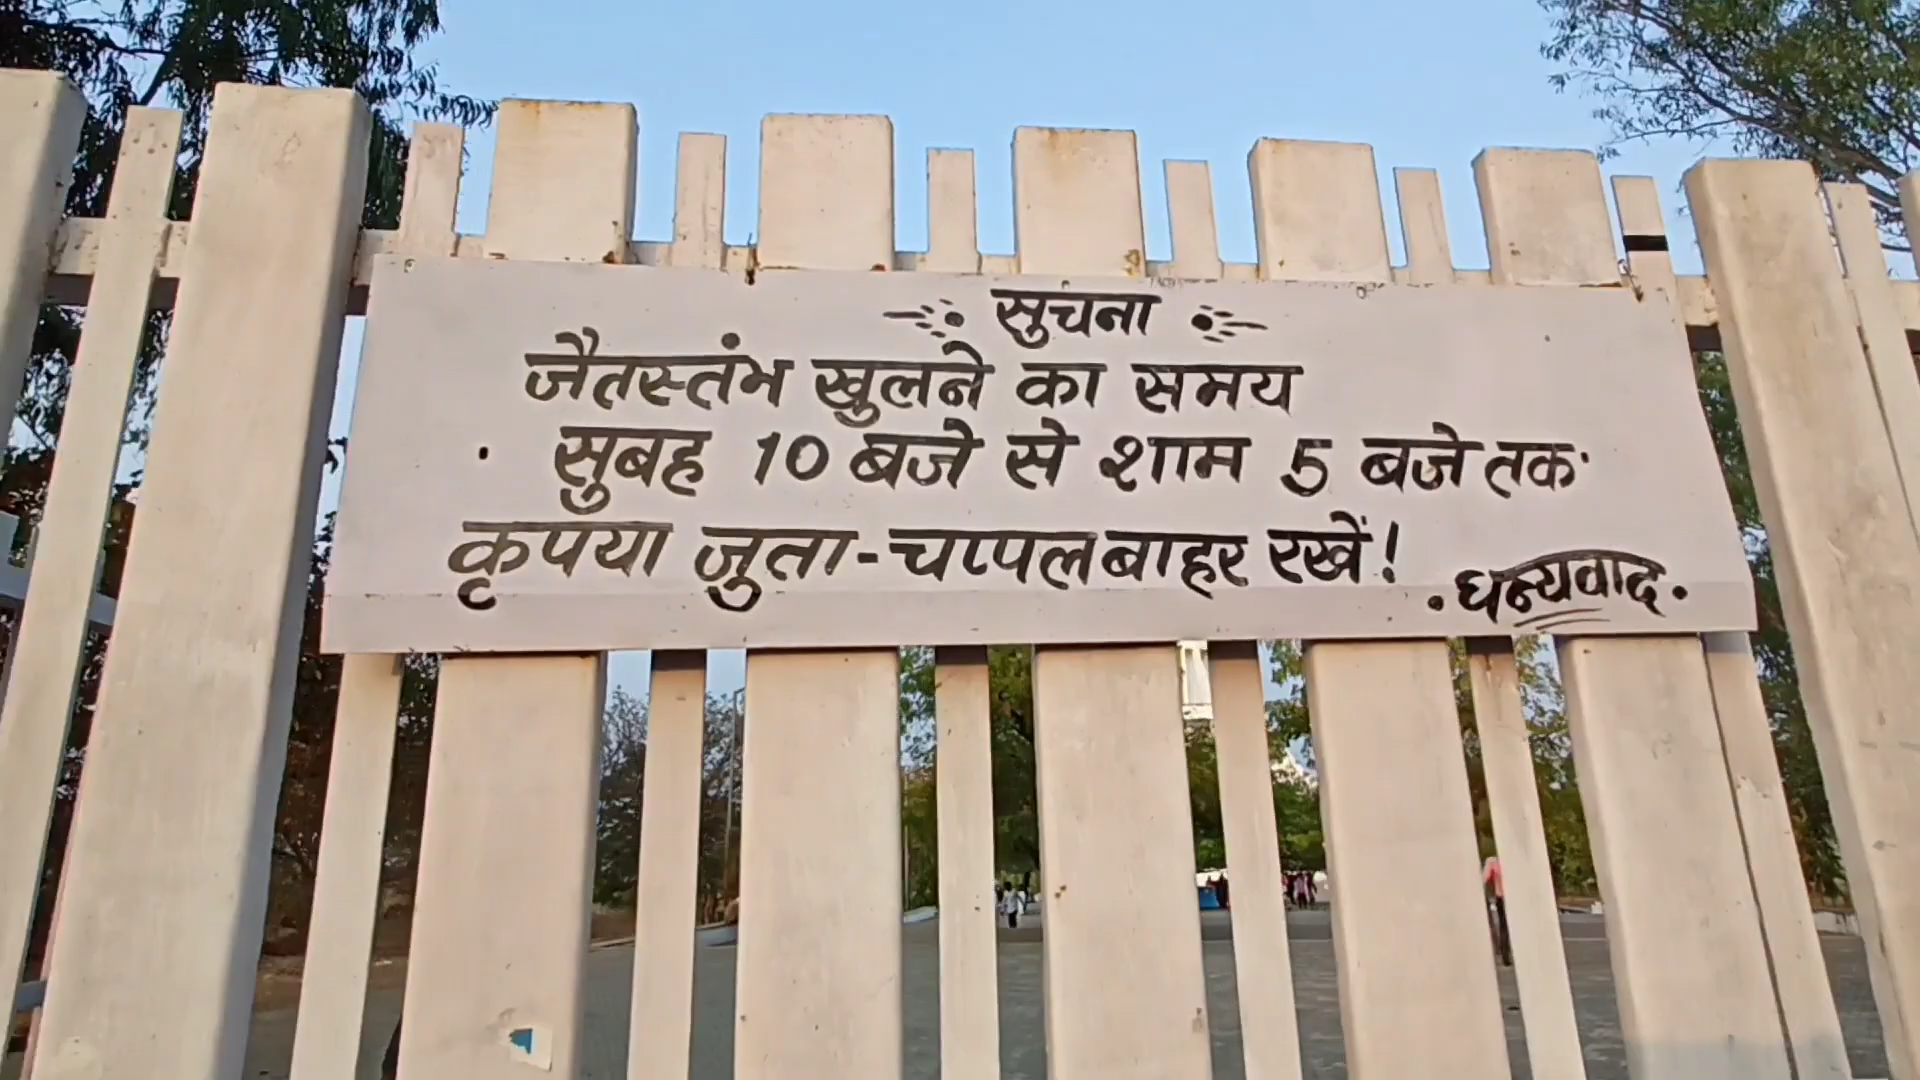 सुचना
जैतस्तंभ खुलने का समय
सुबह 10 बजे से शाम 5 बजे तक
कृपया जुता-चप्पल बाहर रखें!
धन्यवाद